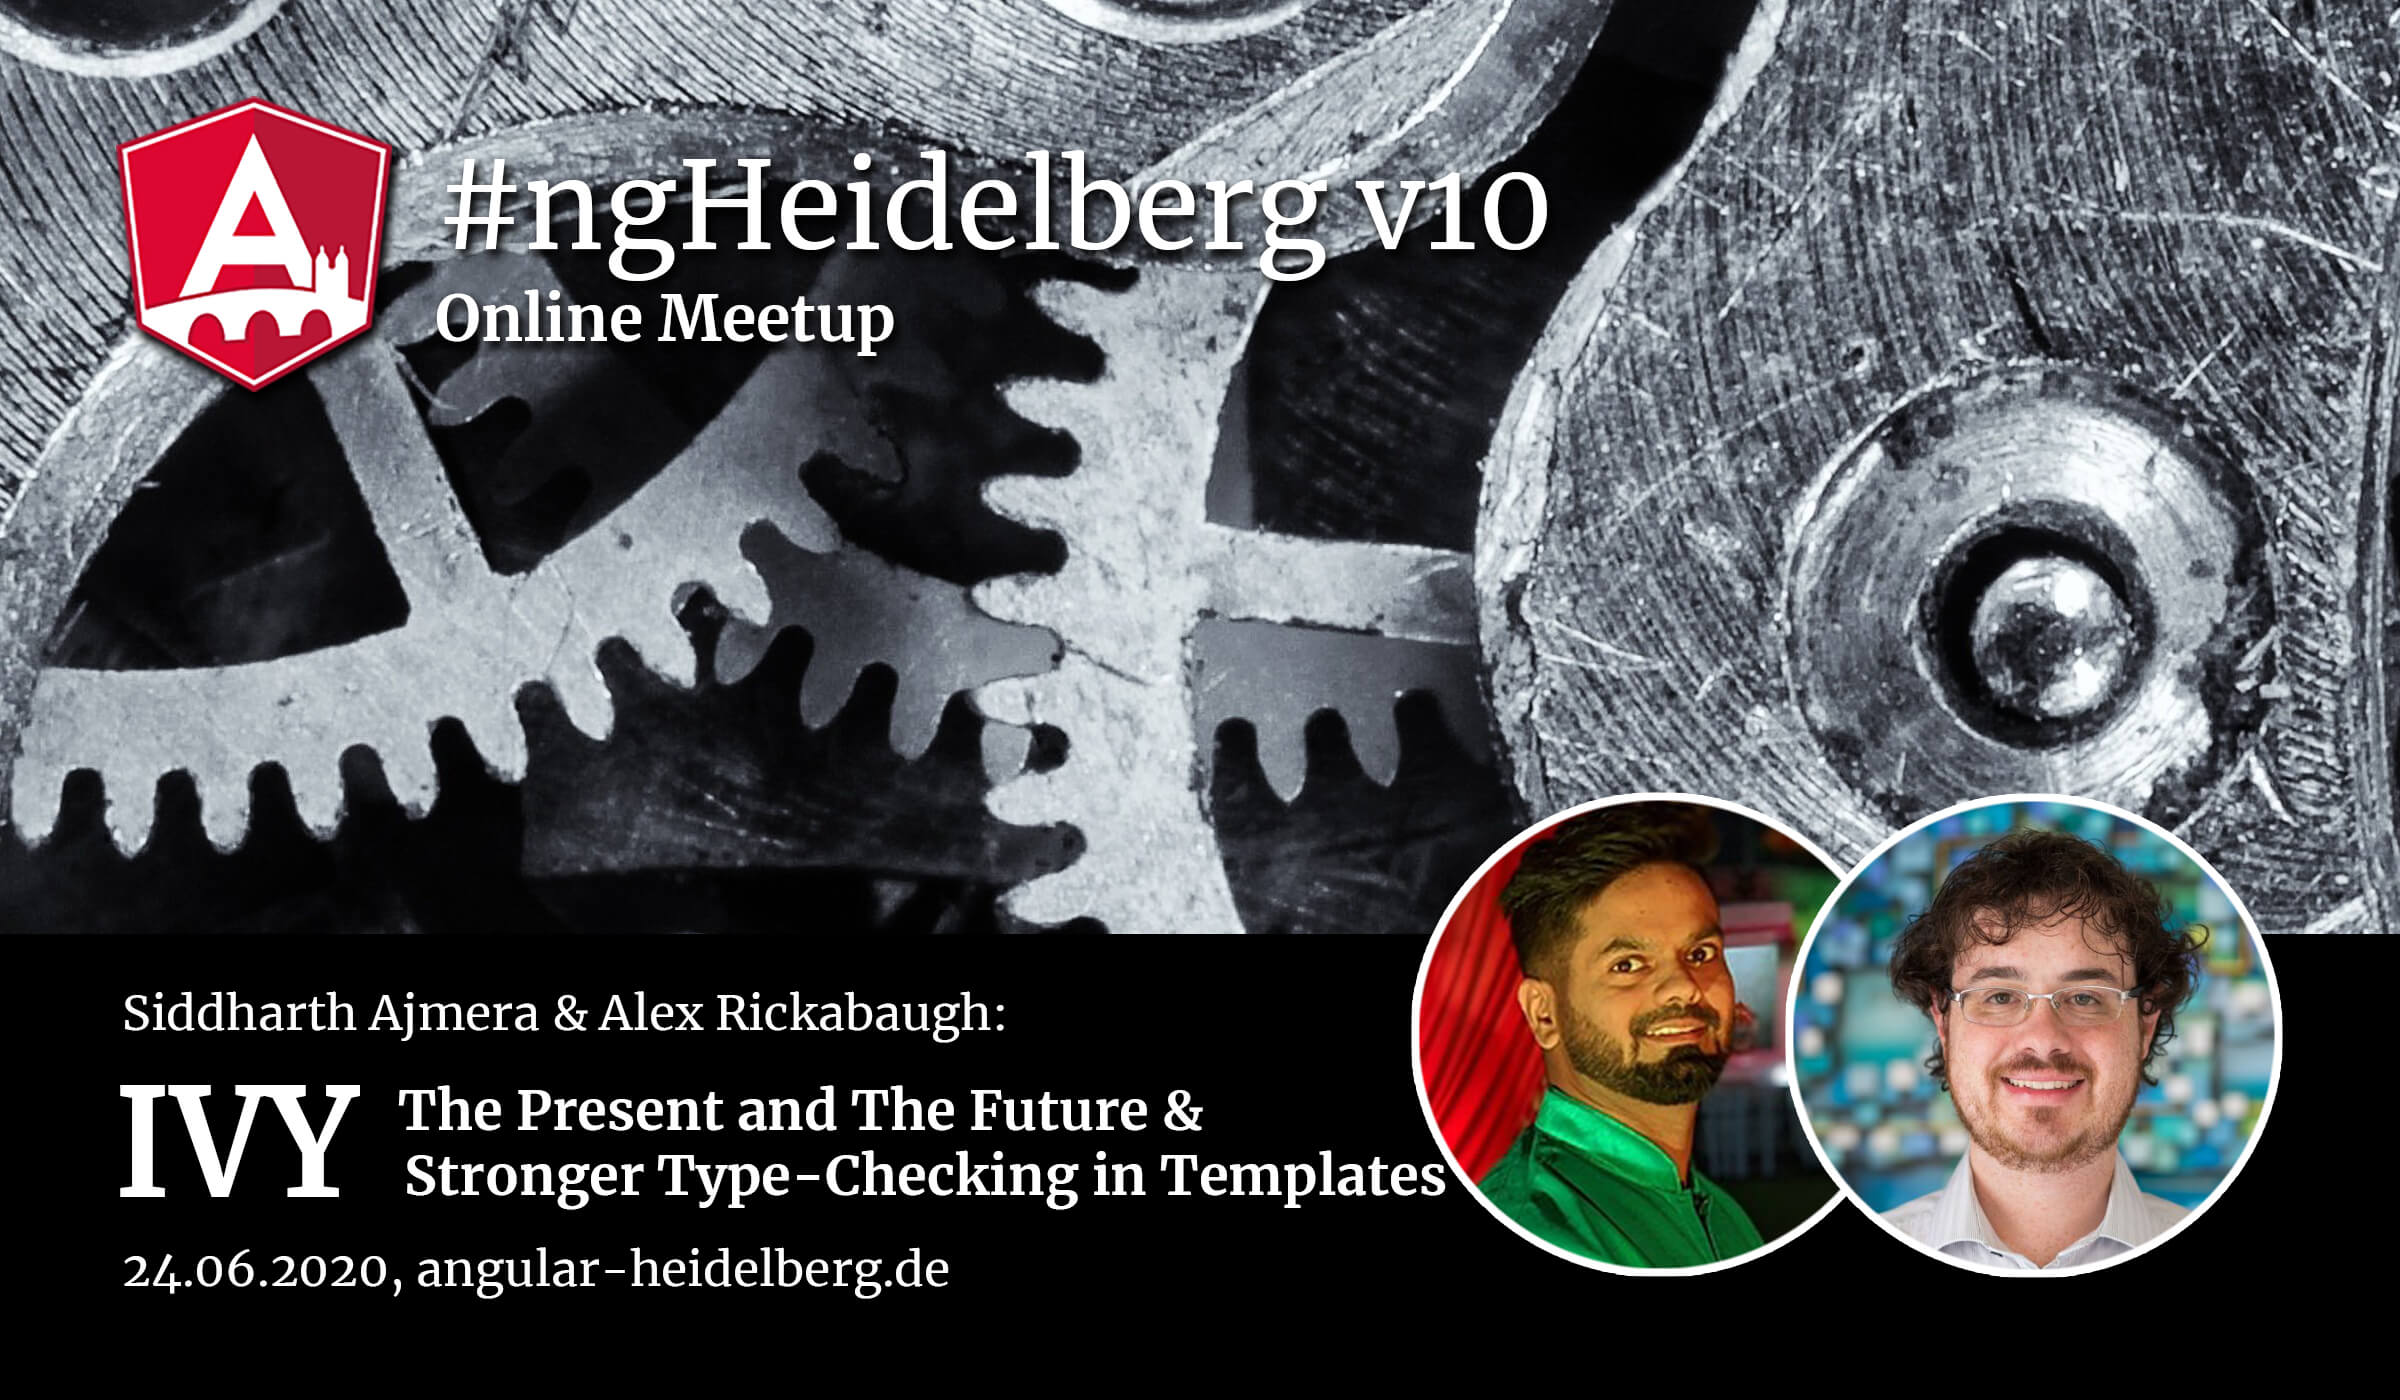 A
#ngHeidelberg v10
Online Meetup
Siddharth Ajmera & Alex Rickabaugh:
IVY
The Present and The Future &
Stronger Type-Checking in Templates
24.06.2020, angular-heidelberg.de